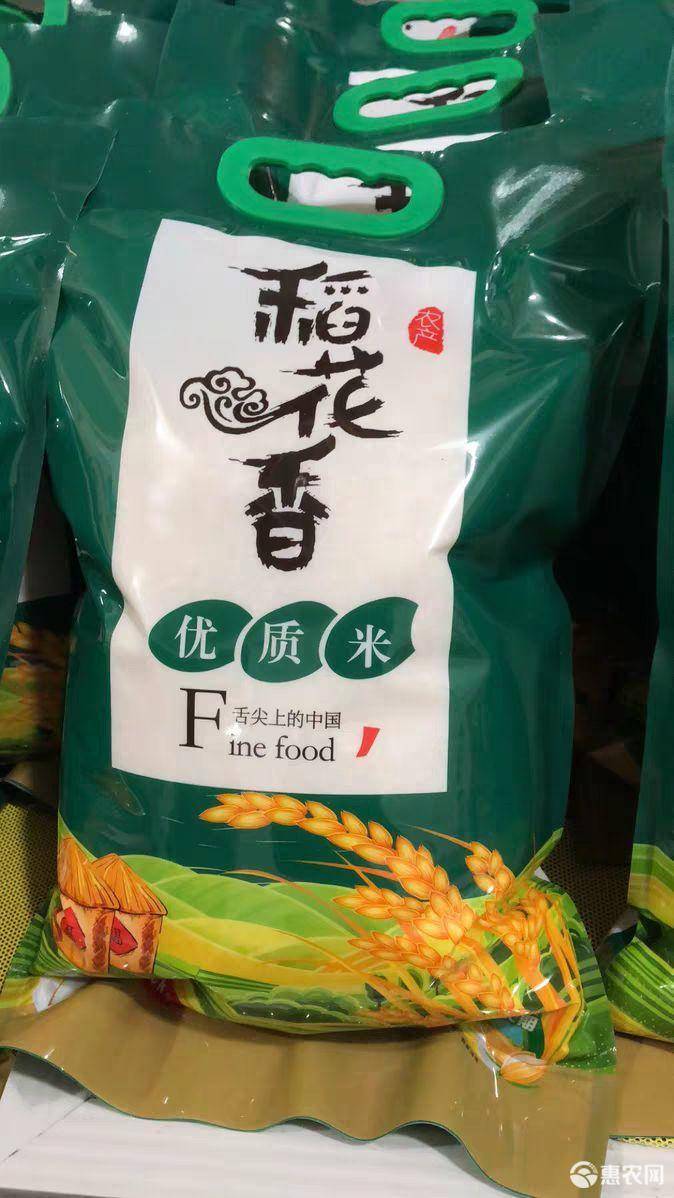 稻花香
农产
优质米
舌尖上的中国
Fine food
惠农网